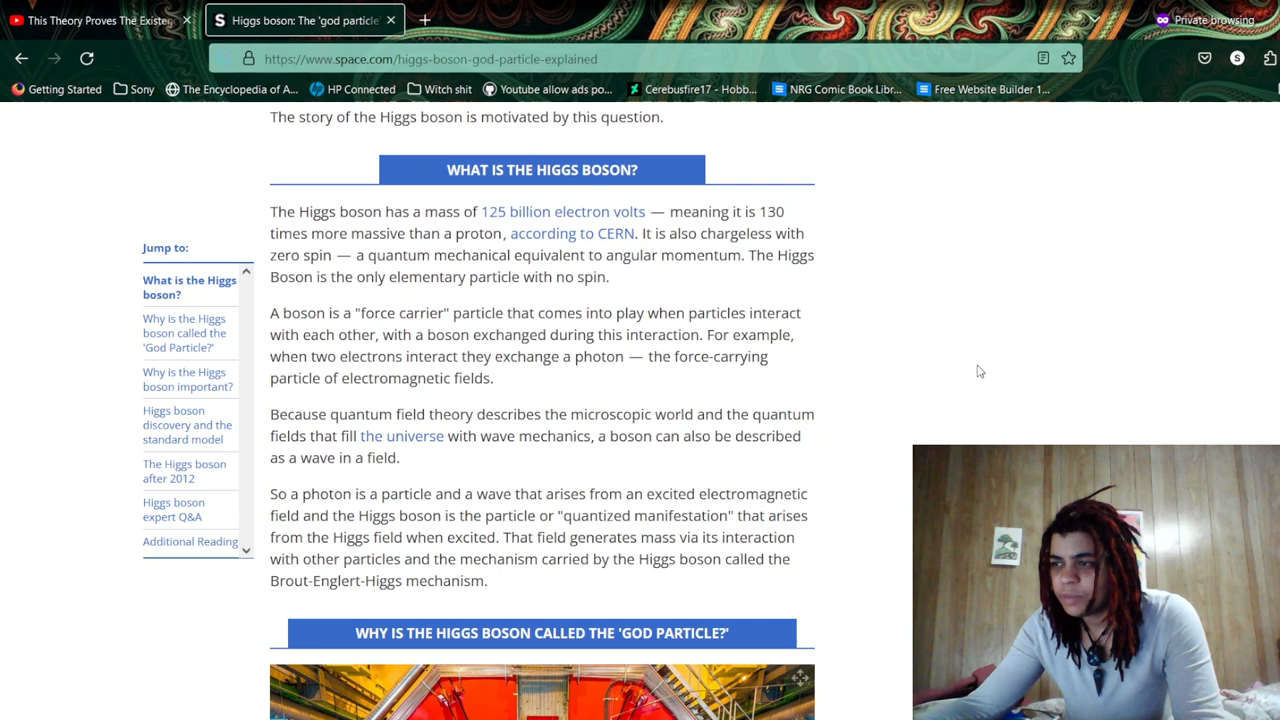 This Theory Proves The Existe
Higgs boson: The 'god particle'
Private browsing
https://www.space.com/higgs-boson-god-particle-explained
Getting Started
Sony
The Encyclopedia of A...
HP Connected
Witch shit
Youtube allow ads po...
Cerebusfire17 - Hobb...
NRG Comic Book Libr...
Free Website Builder 1...
The story of the Higgs boson is motivated by this question.
WHAT IS THE HIGGS BOSON?
The Higgs boson has a mass of 125 billion electron volts — meaning it is 130
times more massive than a proton, according to CERN. It is also chargeless with
zero spin — a quantum mechanical equivalent to angular momentum. The Higgs
Boson is the only elementary particle with no spin.
A boson is a "force carrier" particle that comes into play when particles interact
with each other, with a boson exchanged during this interaction. For example,
when two electrons interact they exchange a photon — the force-carrying
particle of electromagnetic fields.
Because quantum field theory describes the microscopic world and the quantum
fields that fill the universe with wave mechanics, a boson can also be described
as a wave in a field.
So a photon is a particle and a wave that arises from an excited electromagnetic
field and the Higgs boson is the particle or "quantized manifestation" that arises
from the Higgs field when excited. That field generates mass via its interaction
with other particles and the mechanism carried by the Higgs boson called the
Brout-Englert-Higgs mechanism.
WHY IS THE HIGGS BOSON CALLED THE 'GOD PARTICLE?'
Jump to:
What is the Higgs
boson?
Why is the Higgs
boson called the
'God Particle?'
Why is the Higgs
boson important?
Higgs boson
discovery and the
standard model
The Higgs boson
after 2012
Higgs boson
expert Q&A
Additional Reading